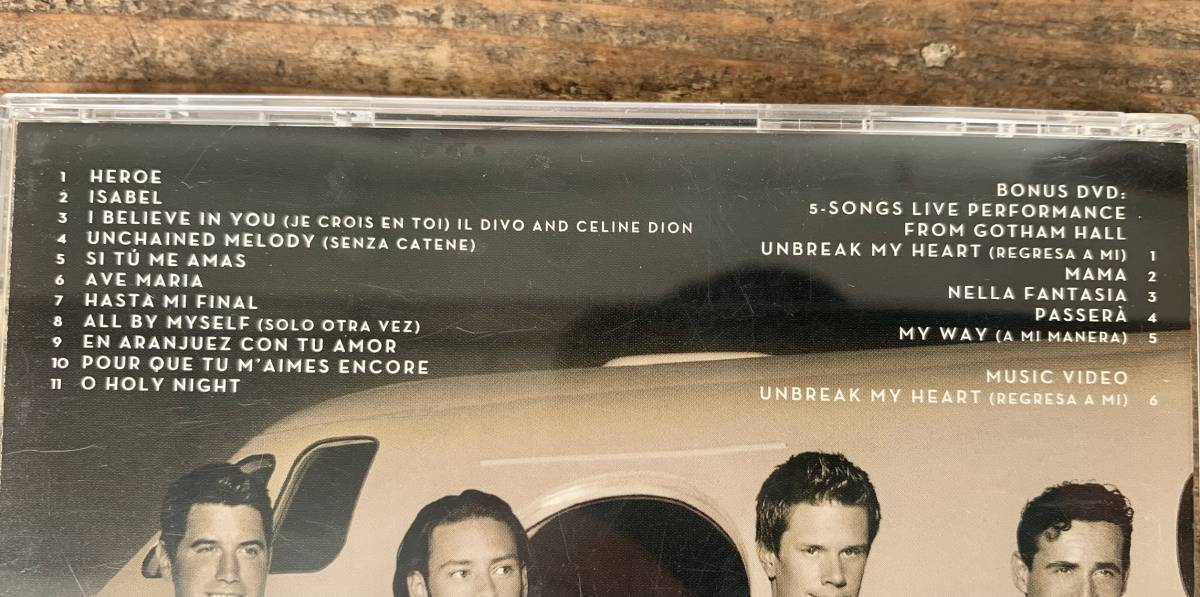 1 HEROE
2 ISABEL
3 I BELIEVE IN YOU (JE CROIS EN TOI) IL DIVO AND CELINE DION
4 UNCHAINED MELODY (SENZA CATENE)
5 SI TÚ ME AMAS
6 AVE MARIA
7 HASTA MI FINAL
8 ALL BY MYSELF (SOLO OTRA VEZ)
9 EN ARANJUEZ CON TU AMOR
10 POUR QUE TU M'AIMES ENCORE
11 O HOLY NIGHT
BONUS DVD:
5-SONGS LIVE PERFORMANCE
FROM GOTHAM HALL
UNBREAK MY HEART (REGRESA A MI) 1
MAMA 2
NELLA FANTASIA 3
PASSERÀ 4
MY WAY (A MI MANERA) 5
MUSIC VIDEO
UNBREAK MY HEART (REGRESA A MI) 6